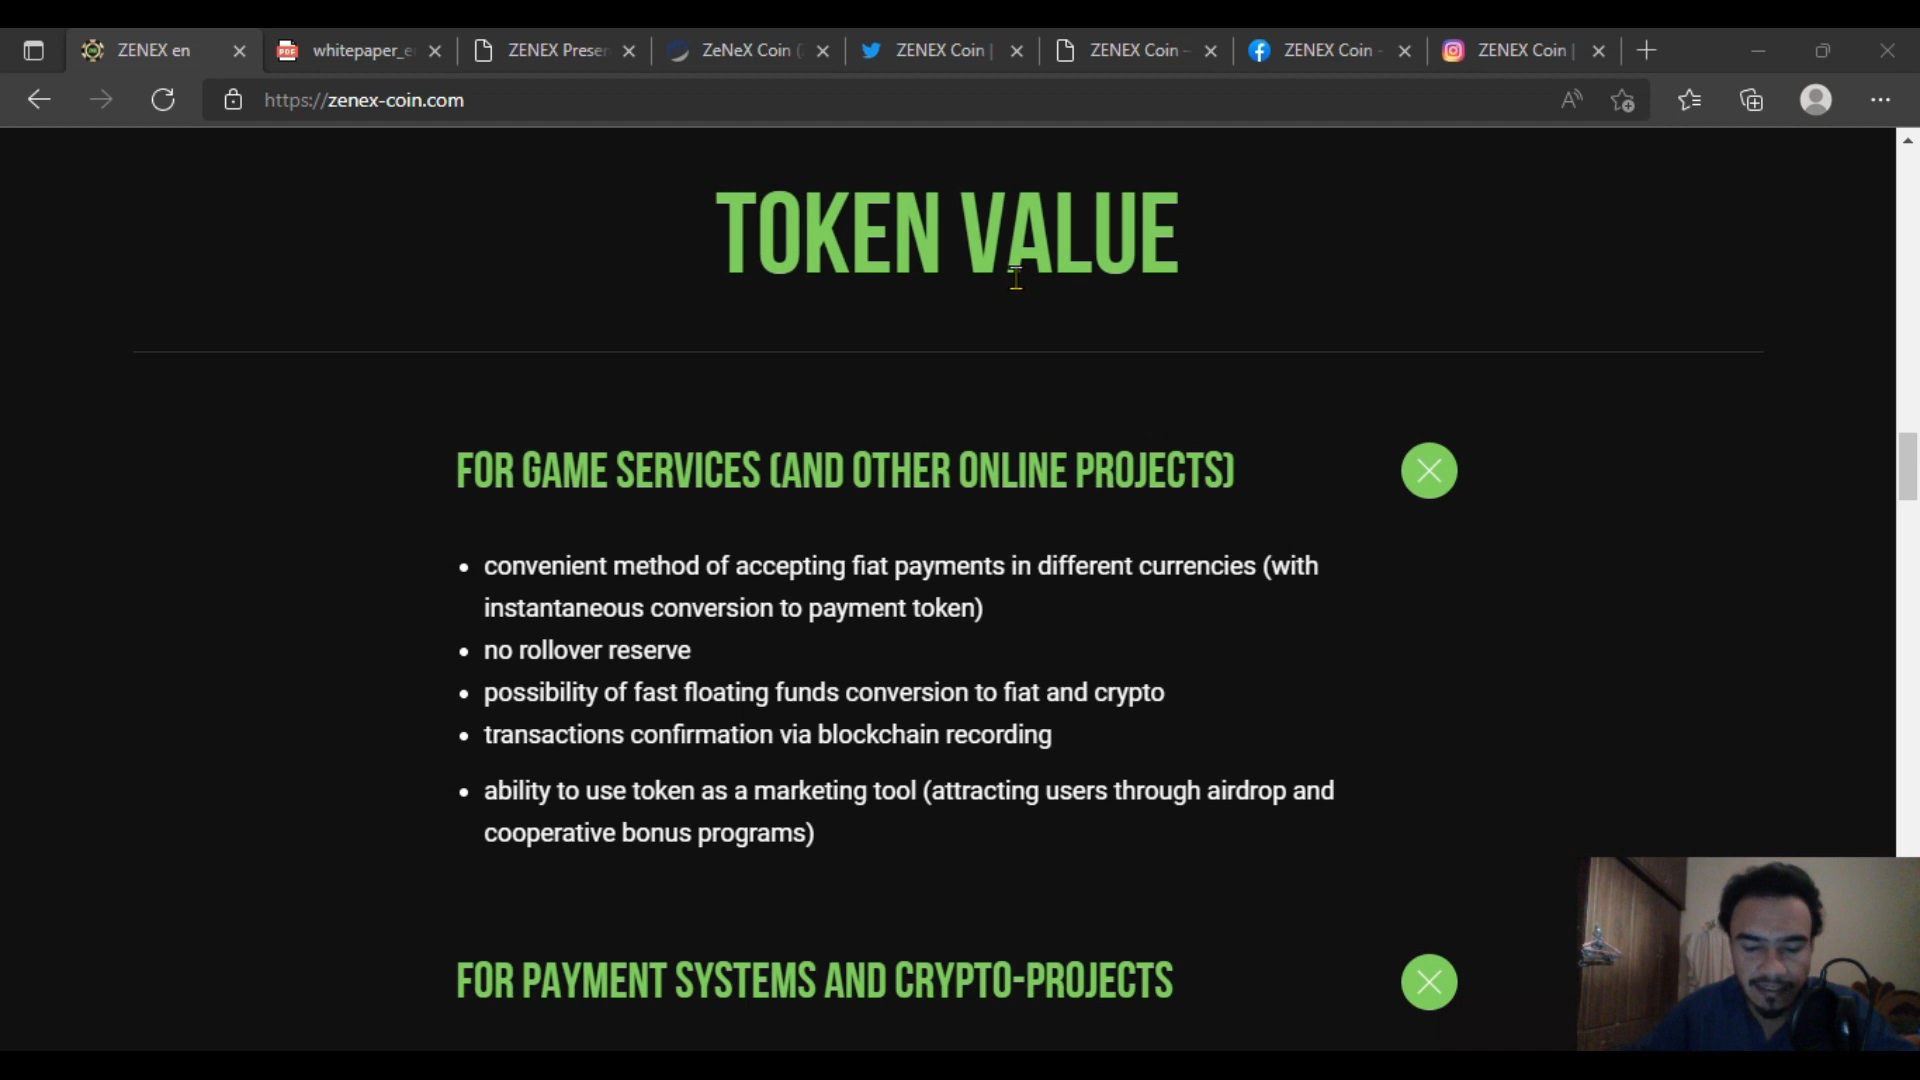 ZENEX en
whitepaper_e
ZENEX Preser
ZeNeX Coin (
ZENEX Coin |
ZENEX Coin -
ZENEX Coin -
ZENEX Coin |
https://zenex-coin.com
TOKEN VALUE
FOR GAME SERVICES (AND OTHER ONLINE PROJECTS)
• convenient method of accepting fiat payments in different currencies (with
instantaneous conversion to payment token)
• no rollover reserve
• possibility of fast floating funds conversion to fiat and crypto
• transactions confirmation via blockchain recording
• ability to use token as a marketing tool (attracting users through airdrop and
cooperative bonus programs)
FOR PAYMENT SYSTEMS AND CRYPTO-PROJECTS